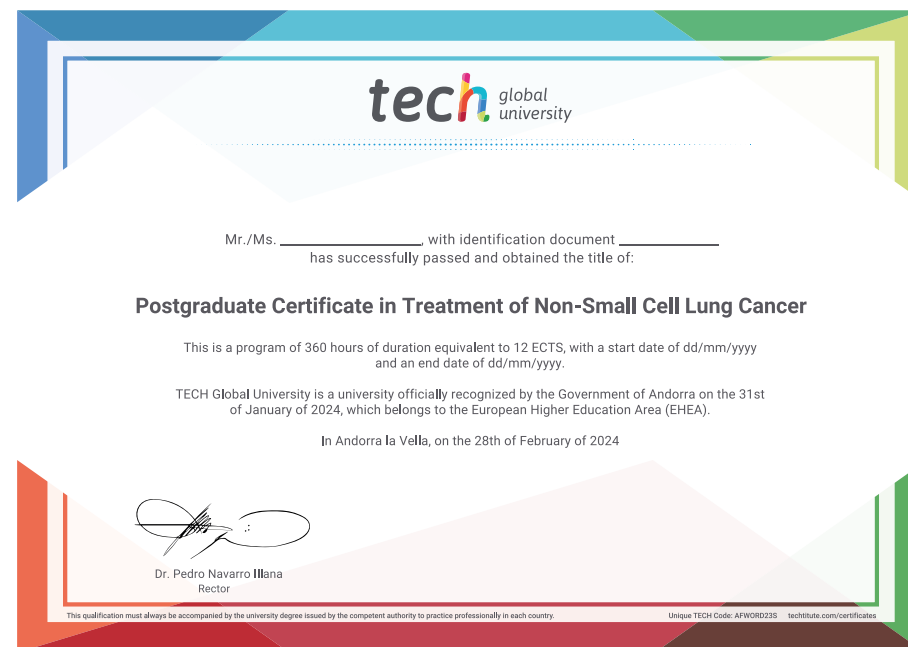 tech global
university
Mr./Ms. ____________________, with identification document ______________
has successfully passed and obtained the title of:
Postgraduate Certificate in Treatment of Non-Small Cell Lung Cancer
This is a program of 360 hours of duration equivalent to 12 ECTS, with a start date of dd/mm/yyyy
and an end date of dd/mm/yyyy.
TECH Global University is a university officially recognized by the Government of Andorra on the 31st
of January of 2024, which belongs to the European Higher Education Area (EHEA).
In Andorra la Vella, on the 28th of February of 2024
Dr. Pedro Navarro Illana
Rector
This qualification must always be accompanied by the university degree issued by the competent authority to practice professionally in each country.
Unique TECH Code: AFWORD23S techtitute.com/certificates